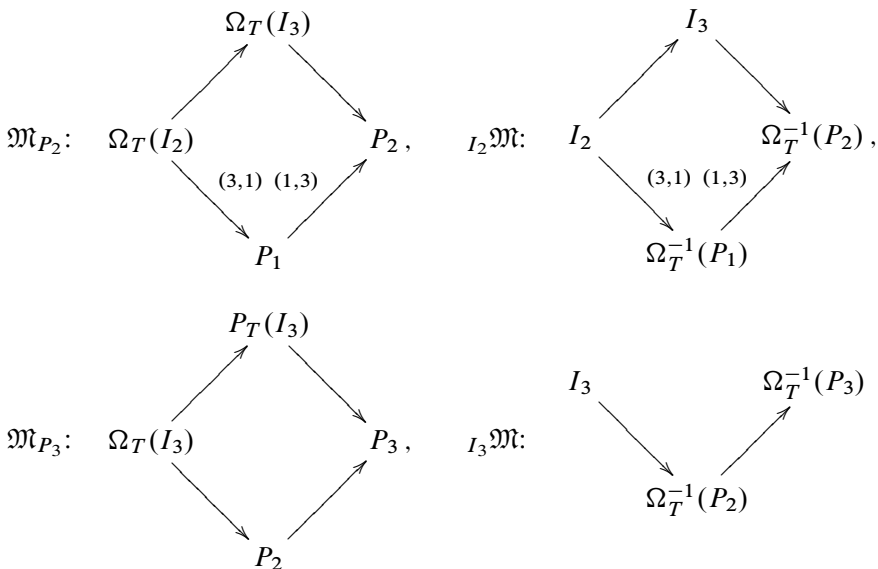 Ω_T(I_3) I_3
𝔐_{P_2}: Ω_T(I_2) P_2 , _{I_2}𝔐: I_2 Ω_T^{-1}(P_2) ,
(3,1) (1,3) (3,1) (1,3)
P_1 Ω_T^{-1}(P_1)
P_T(I_3)
I_3 Ω_T^{-1}(P_3)
𝔐_{P_3}: Ω_T(I_3) P_3 , _{I_3}𝔐:
Ω_T^{-1}(P_2)
P_2